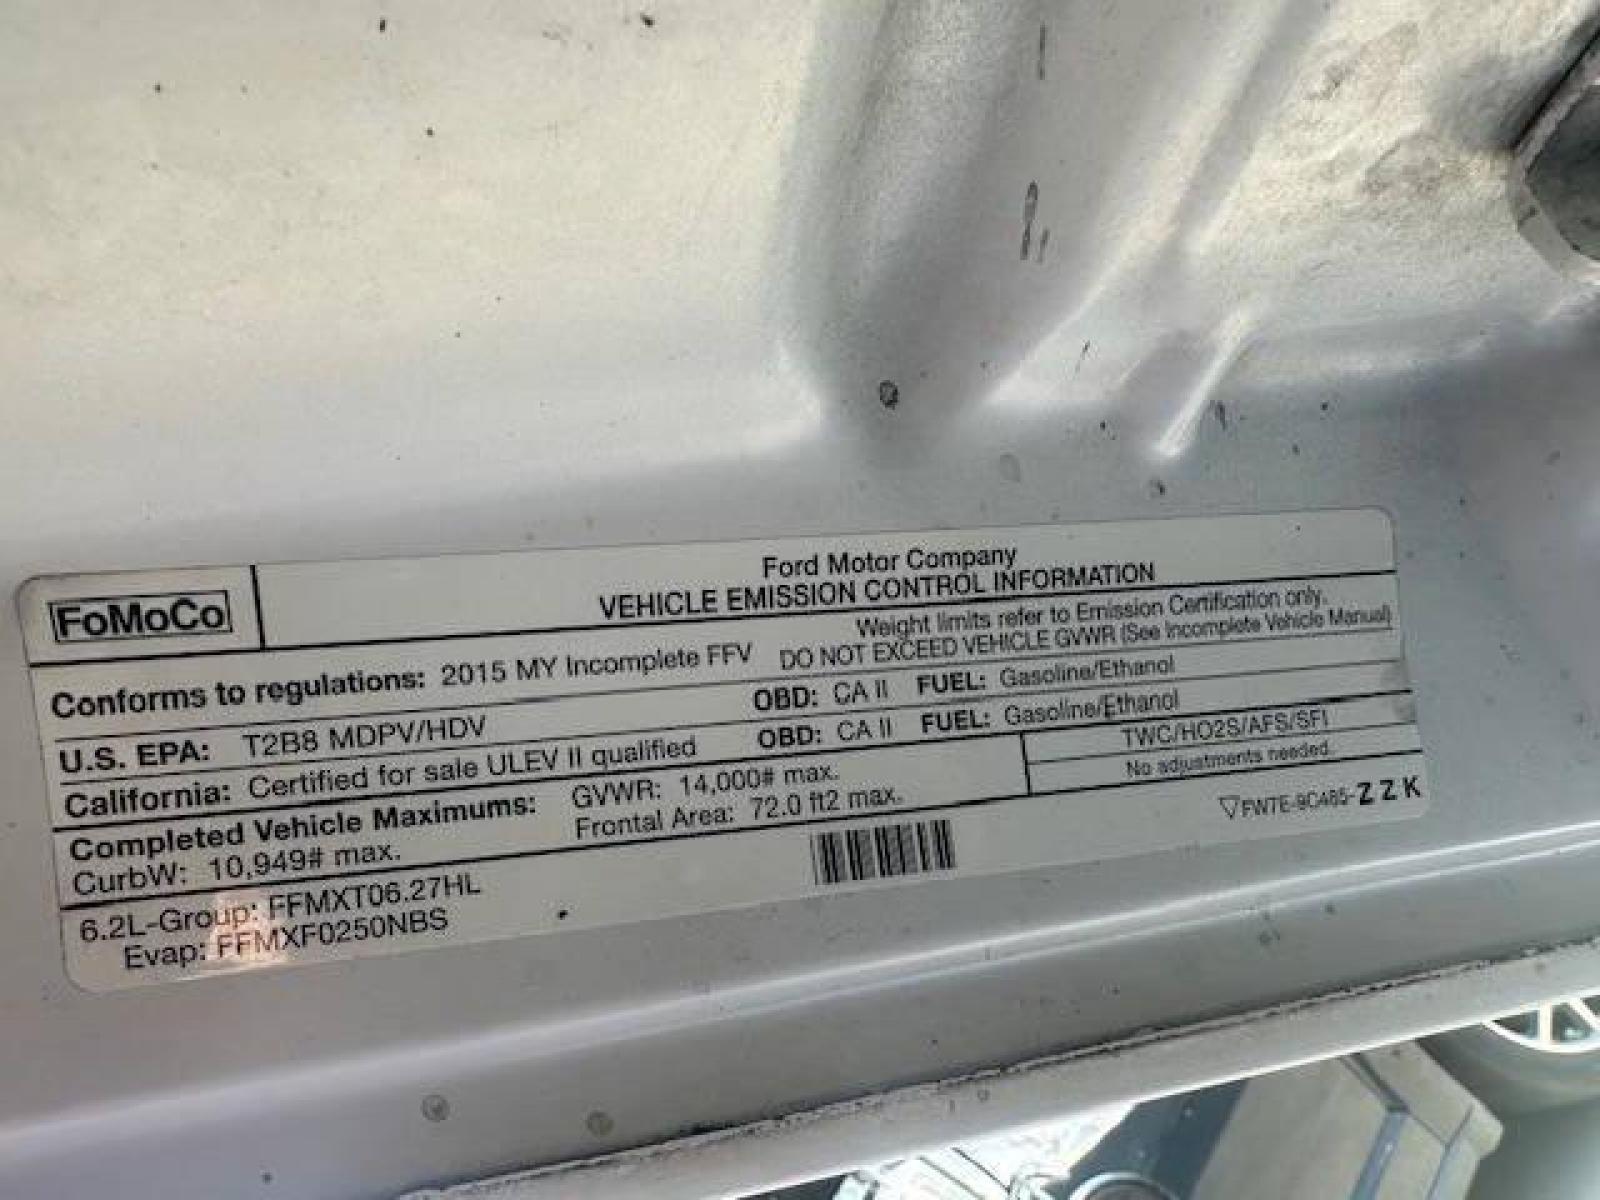 FoMoCo
Ford Motor Company
VEHICLE EMISSION CONTROL INFORMATION
Conforms to regulations: 2015 MY Incomplete FFV
Weight limits refer to Emission Certification only.
DO NOT EXCEED VEHICLE GVWR (See Incomplete Vehicle Manual)
U.S. EPA: T2B8 MDPV/HDV OBD: CA II FUEL: Gasoline/Ethanol
California: Certified for sale ULEV II qualified OBD: CA II FUEL: Gasoline/Ethanol
Completed Vehicle Maximums: GVWR: 14,000# max.
CurbW: 10,949# max. Frontal Area: 72.0 ft2 max.
TWC/HO2S/AFS/SFI
No adjustments needed.
6.2L-Group: FFMXT06.27HL
Evap: FFMXF0250NBS
▽FW7E-9C485-ZZK